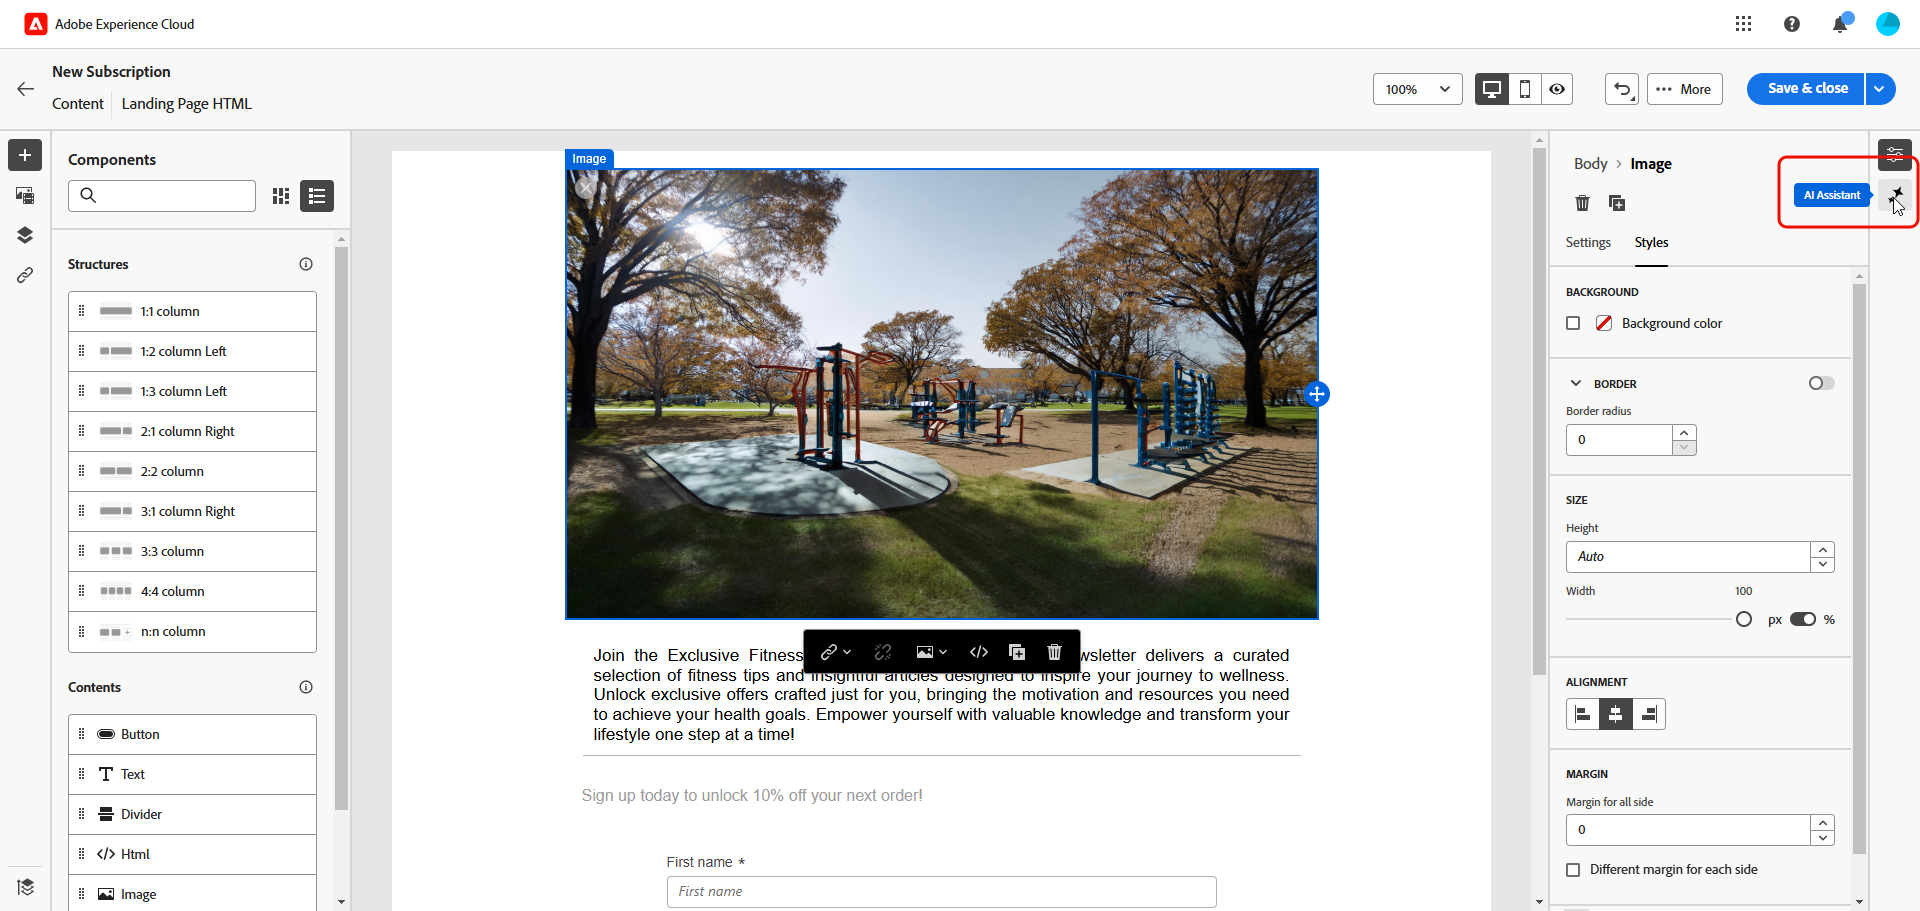 Adobe Experience Cloud
New Subscription
Content
Landing Page HTML
100%
More
Save & close
Components
Structures
1:1 column
1:2 column Left
1:3 column Left
2:1 column Right
2:2 column
3:1 column Right
3:3 column
4:4 column
n:n column
Contents
Button
Text
Divider
Html
Image
Image
Join the Exclusive Fitness wsletter delivers a curated
selection of fitness tips and insightful articles designed to inspire your journey to wellness.
Unlock exclusive offers crafted just for you, bringing the motivation and resources you need
to achieve your health goals. Empower yourself with valuable knowledge and transform your
lifestyle one step at a time!
Sign up today to unlock 10% off your next order!
First name *
First name
Body > Image
AI Assistant
Settings
Styles
BACKGROUND
Background color
BORDER
Border radius
0
SIZE
Height
Auto
Width
100
px
%
ALIGNMENT
MARGIN
Margin for all side
0
Different margin for each side